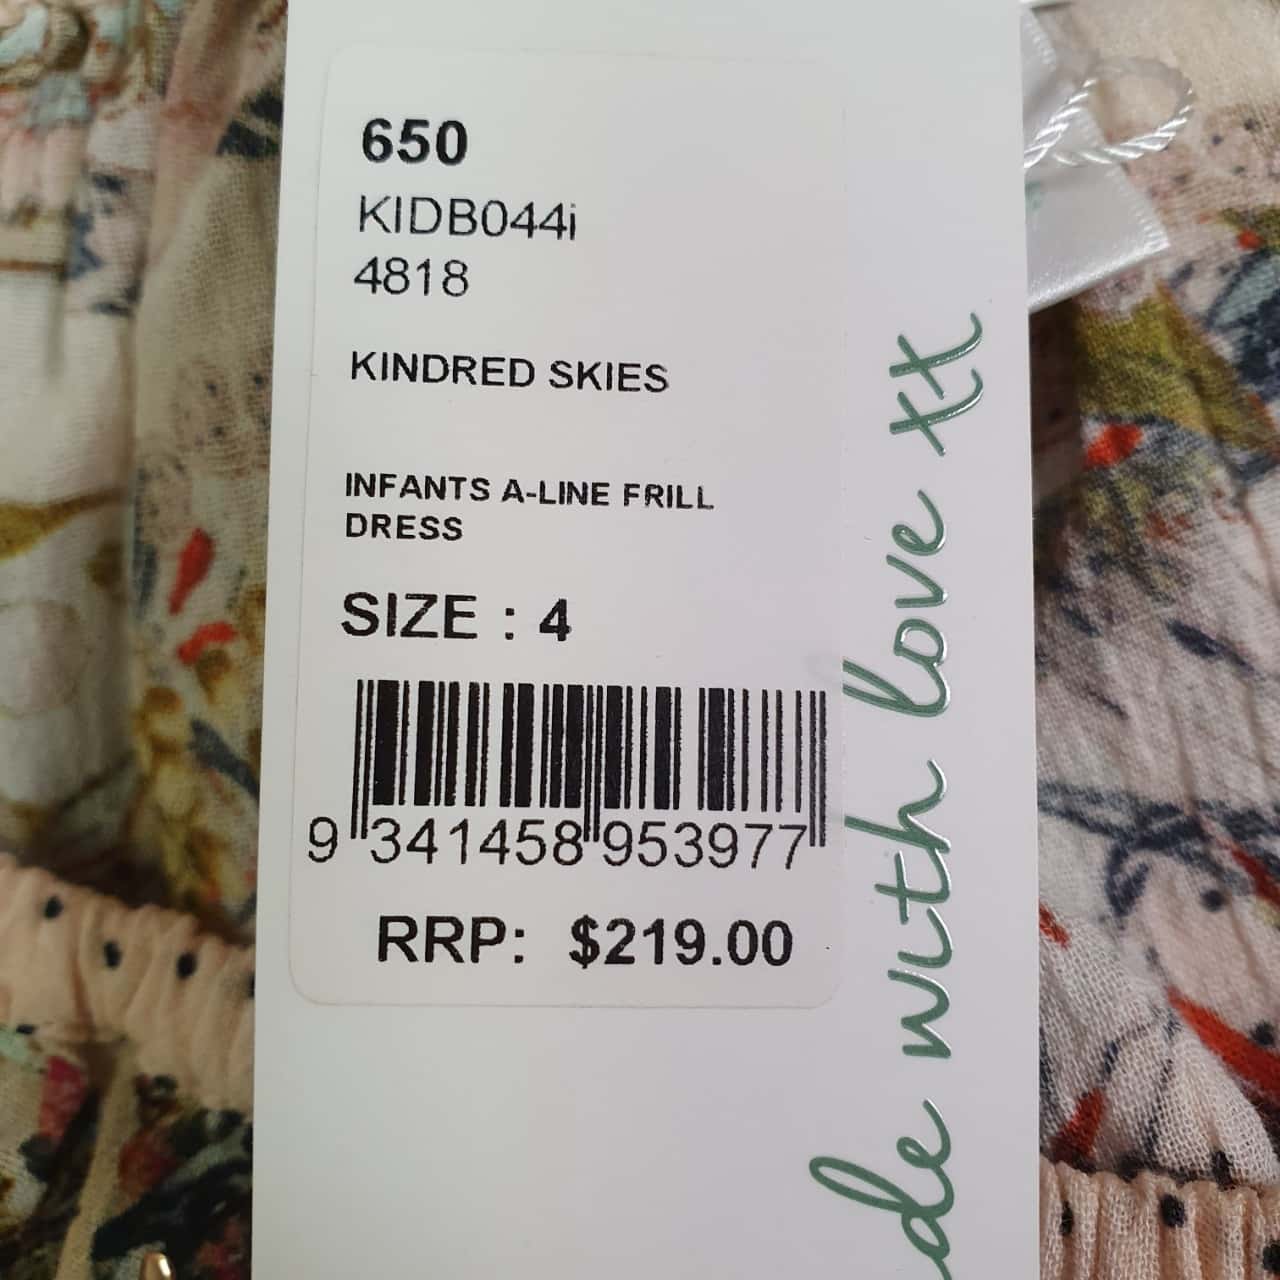 650
KIDB044i
4818
KINDRED SKIES
INFANTS A-LINE FRILL
DRESS
SIZE : 4
9 341458 953977
RRP: $219.00
de with love xx